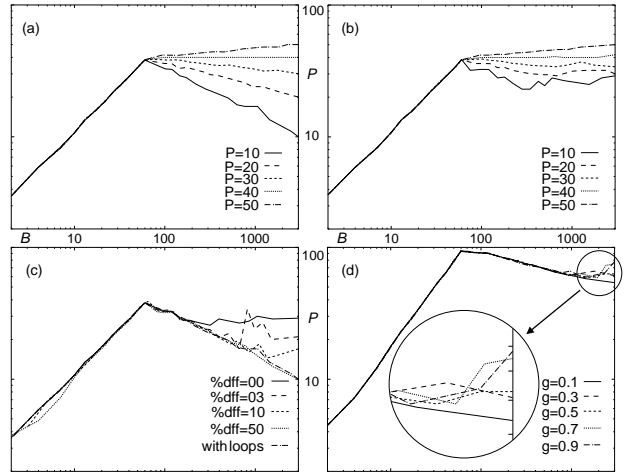 (a)
P=10
P=20
P=30
P=40
P=50
100
P
10
(b)
P=10
P=20
P=30
P=40
P=50
B 10 100 1000
B 10 100 1000
(c)
%dff=00
%dff=03
%dff=10
%dff=50
with loops
100
P
10
2
(d)
g=0.1
g=0.3
g=0.5
g=0.7
g=0.9